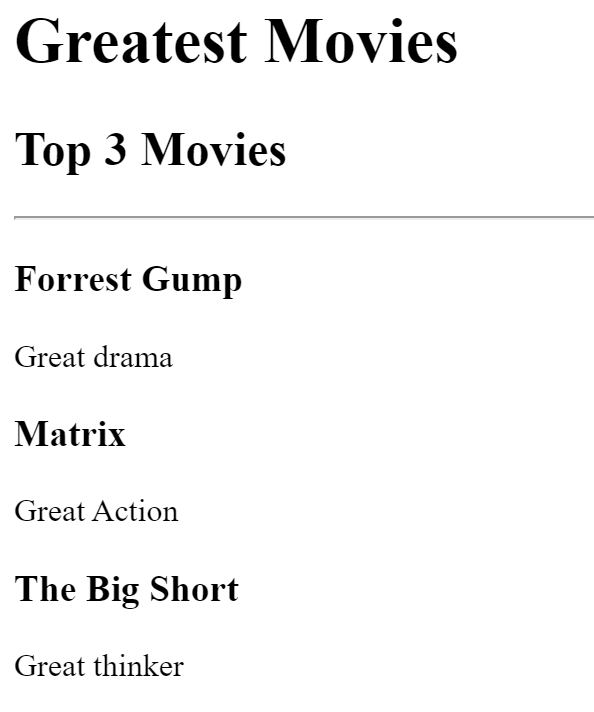 Greatest Movies
Top 3 Movies
Forrest Gump
Great drama
Matrix
Great Action
The Big Short
Great thinker